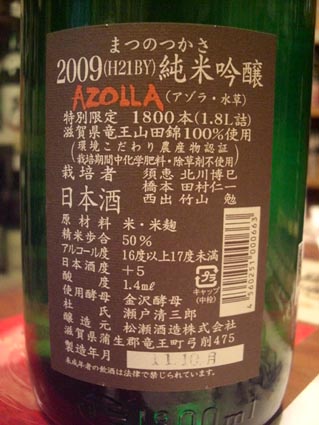 まつのつかさ
2009(H21BY)純米吟醸
AZOLLA(アゾラ・水草)
特別限定 1800本(1.8L詰)
滋賀県竜王山田錦100%使用
(環境こだわり農産物認証)
(栽培期間中化学肥料・除草剤不使用)
栽培者 須恵 北川博巳
橋本 田村仁一
西出 竹山 勉
日本酒
原材料 米・米麹
精米歩合 50%
アルコール度 16度以上17度未満
日本酒度 +5
酸度 1.4ml
使用酵母 金沢酵母
杜氏 瀬戸清三郎
醸造元 松瀬酒造株式会社
滋賀県蒲生郡竜王町弓削475
製造年月 11.10.月
未成年者の飲酒は法律で禁じられています。
キャップ
(中栓)
4560251000663
1800ml